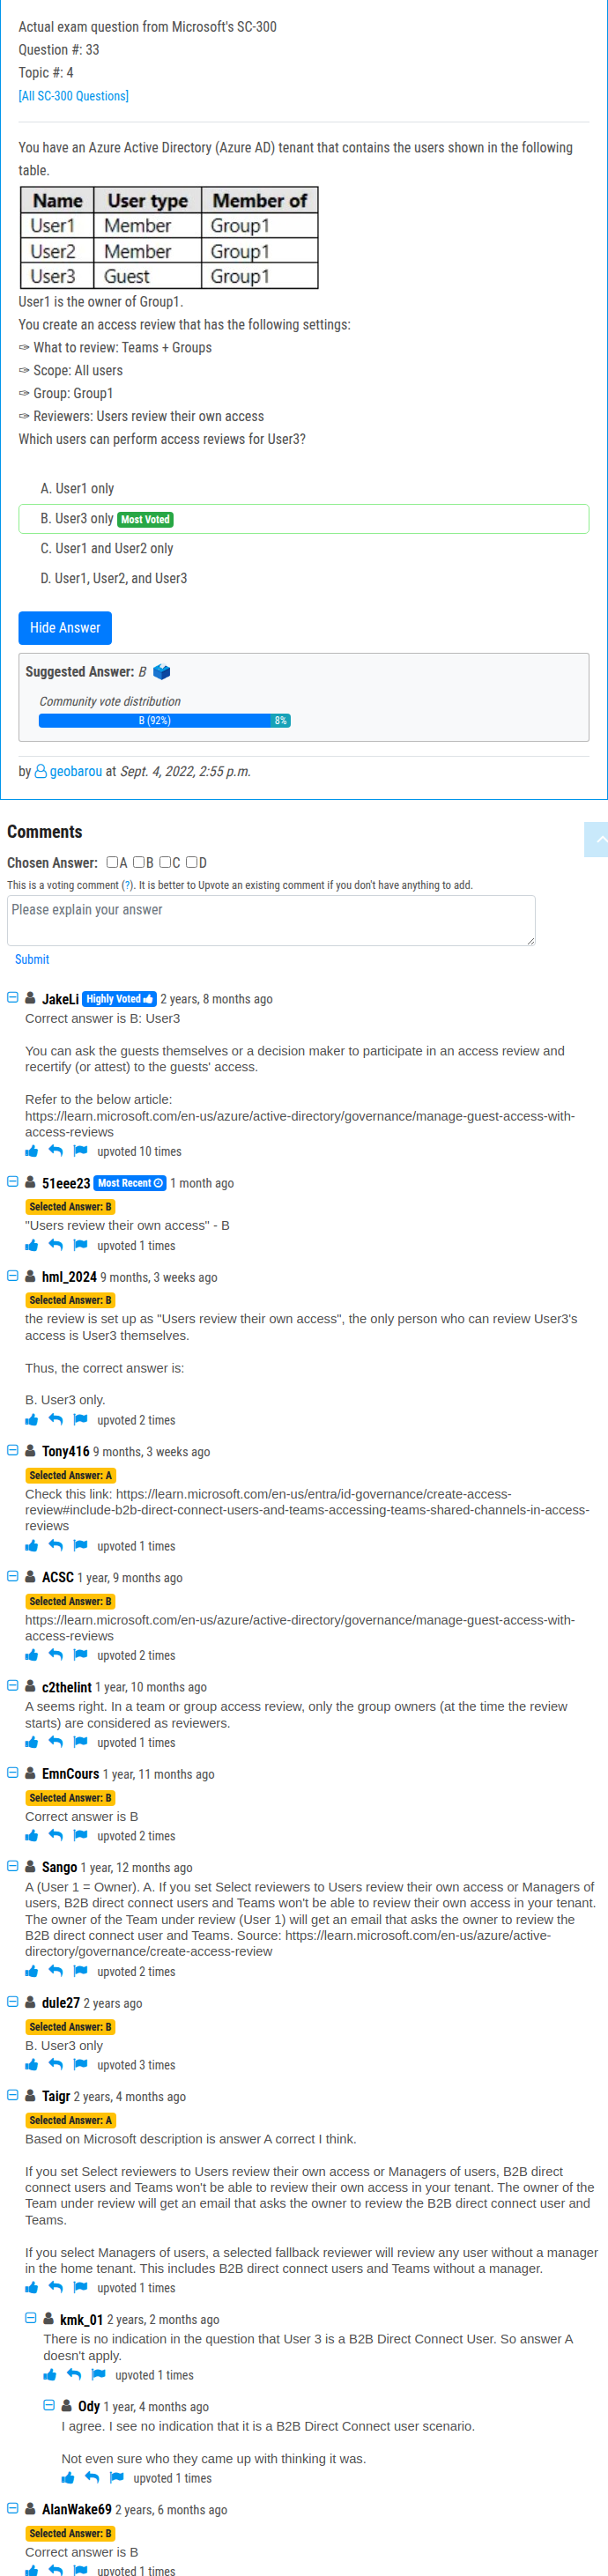 Actual exam question from Microsoft's SC-300
Question #: 33
Topic #: 4
[All SC-300 Questions]
You have an Azure Active Directory (Azure AD) tenant that contains the users shown in the following
table.
Name User type Member of
User1 Member Group1
User2 Member Group1
User3 Guest Group1
User1 is the owner of Group1.
You create an access review that has the following settings:
✑ What to review: Teams + Groups
✑ Scope: All users
✑ Group: Group1
✑ Reviewers: Users review their own access
Which users can perform access reviews for User3?
A. User1 only
B. User3 only Most Voted
C. User1 and User2 only
D. User1, User2, and User3
Hide Answer
Suggested Answer: B
Community vote distribution
B (92%) 8%
by geobarou at Sept. 4, 2022, 2:55 p.m.
Comments
Chosen Answer: A B C D
This is a voting comment (?). It is better to Upvote an existing comment if you don't have anything to add.
Please explain your answer
Submit
JakeLi Highly Voted 2 years, 8 months ago
Correct answer is B: User3
You can ask the guests themselves or a decision maker to participate in an access review and
recertify (or attest) to the guests' access.
Refer to the below article:
https://learn.microsoft.com/en-us/azure/active-directory/governance/manage-guest-access-with-
access-reviews
upvoted 10 times
51eee23 Most Recent 1 month ago
Selected Answer: B
"Users review their own access" - B
upvoted 1 times
hml_2024 9 months, 3 weeks ago
Selected Answer: B
the review is set up as "Users review their own access", the only person who can review User3's
access is User3 themselves.
Thus, the correct answer is:
B. User3 only.
upvoted 2 times
Tony416 9 months, 3 weeks ago
Selected Answer: A
Check this link: https://learn.microsoft.com/en-us/entra/id-governance/create-access-
review#include-b2b-direct-connect-users-and-teams-accessing-teams-shared-channels-in-access-
reviews
upvoted 1 times
ACSC 1 year, 9 months ago
Selected Answer: B
https://learn.microsoft.com/en-us/azure/active-directory/governance/manage-guest-access-with-
access-reviews
upvoted 2 times
c2thelint 1 year, 10 months ago
A seems right. In a team or group access review, only the group owners (at the time the review
starts) are considered as reviewers.
upvoted 1 times
EmnCours 1 year, 11 months ago
Selected Answer: B
Correct answer is B
upvoted 2 times
Sango 1 year, 12 months ago
A (User 1 = Owner). A. If you set Select reviewers to Users review their own access or Managers of
users, B2B direct connect users and Teams won't be able to review their own access in your tenant.
The owner of the Team under review (User 1) will get an email that asks the owner to review the
B2B direct connect user and Teams. Source: https://learn.microsoft.com/en-us/azure/active-
directory/governance/create-access-review
upvoted 2 times
dule27 2 years ago
Selected Answer: B
B. User3 only
upvoted 3 times
Taigr 2 years, 4 months ago
Selected Answer: A
Based on Microsoft description is answer A correct I think.
If you set Select reviewers to Users review their own access or Managers of users, B2B direct
connect users and Teams won't be able to review their own access in your tenant. The owner of the
Team under review will get an email that asks the owner to review the B2B direct connect user and
Teams.
If you select Managers of users, a selected fallback reviewer will review any user without a manager
in the home tenant. This includes B2B direct connect users and Teams without a manager.
upvoted 1 times
kmk_01 2 years, 2 months ago
There is no indication in the question that User 3 is a B2B Direct Connect User. So answer A
doesn't apply.
upvoted 1 times
Ody 1 year, 4 months ago
I agree. I see no indication that it is a B2B Direct Connect user scenario.
Not even sure who they came up with thinking it was.
upvoted 1 times
AlanWake69 2 years, 6 months ago
Selected Answer: B
Correct answer is B
upvoted 1 times